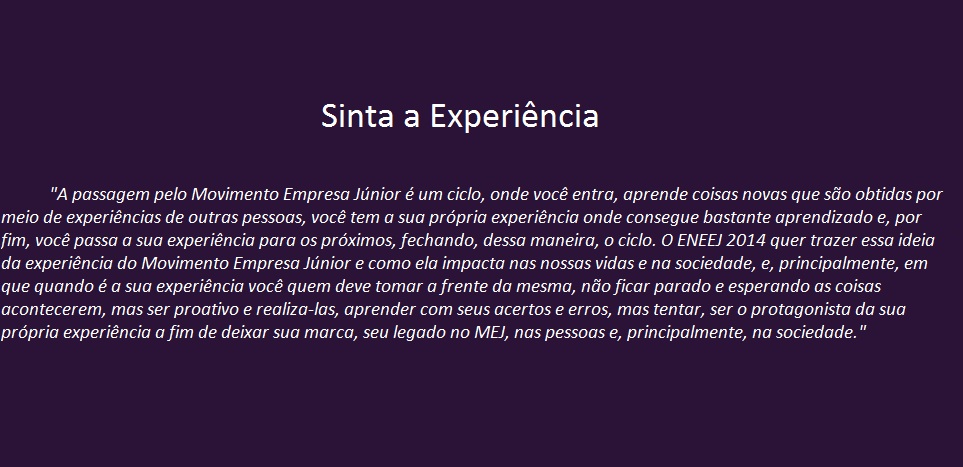 Sinta a Experiência
"A passagem pelo Movimento Empresa Júnior é um ciclo, onde você entra, aprende coisas novas que são obtidas por
meio de experiências de outras pessoas, você tem a sua própria experiência onde consegue bastante aprendizado e, por
fim, você passa a sua experiência para os próximos, fechando, dessa maneira, o ciclo. O ENEEJ 2014 quer trazer essa ideia
da experiência do Movimento Empresa Júnior e como ela impacta nas nossas vidas e na sociedade, e, principalmente, em
que quando é a sua experiência você quem deve tomar a frente da mesma, não ficar parado e esperando as coisas
acontecerem, mas ser proativo e realiza-las, aprender com seus acertos e erros, mas tentar, ser o protagonista da sua
própria experiência a fim de deixar sua marca, seu legado no MEJ, nas pessoas e, principalmente, na sociedade."